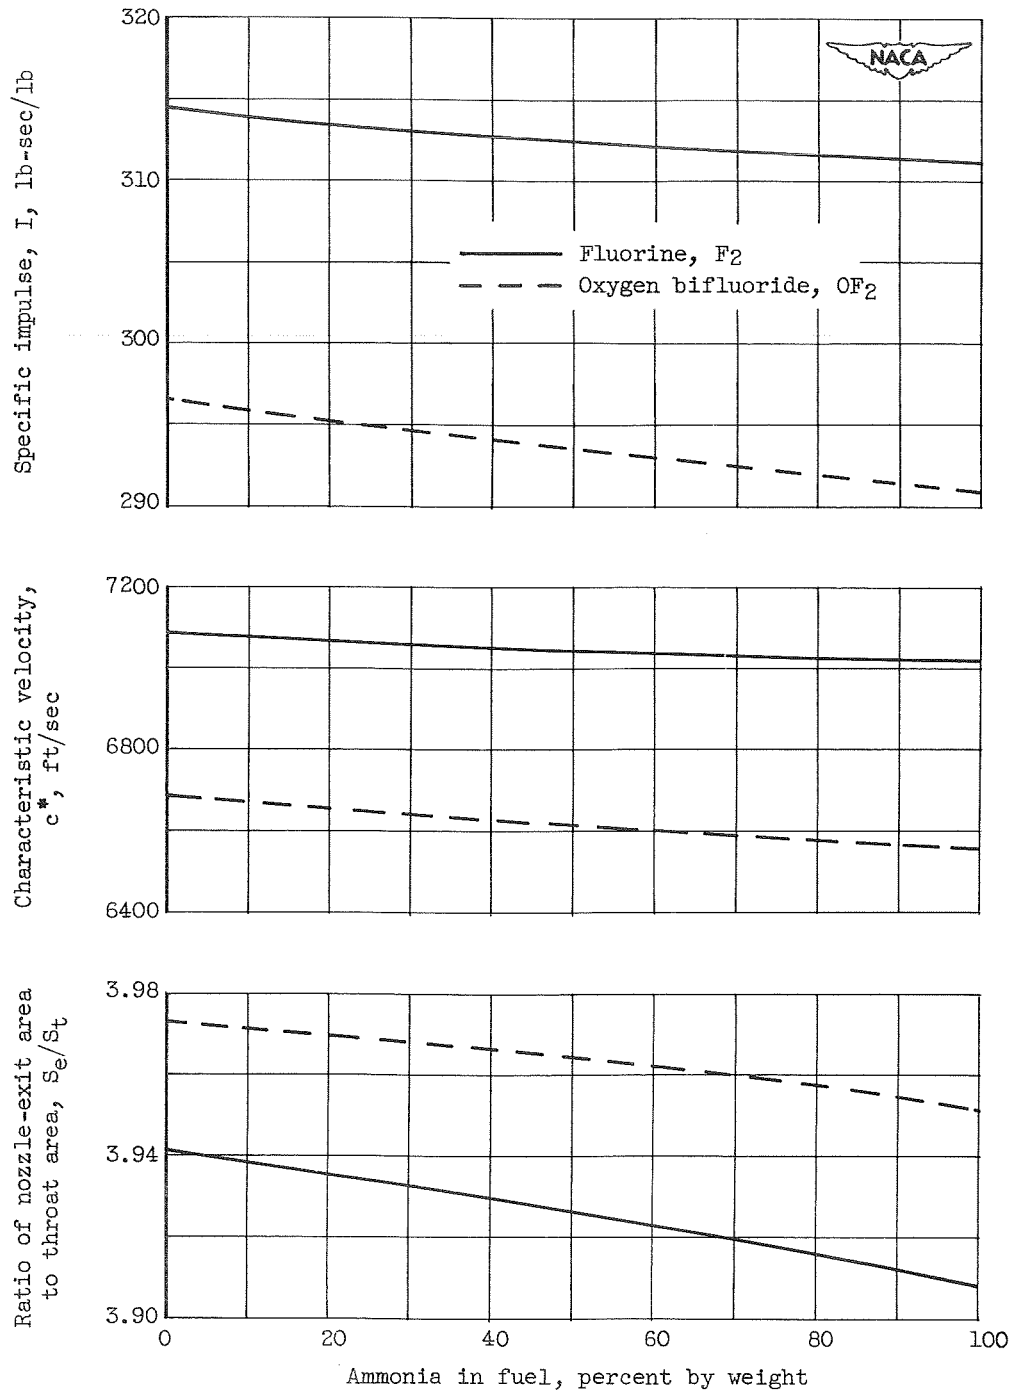 320
NACA
Specific impulse, I, lb-sec/lb
310
Fluorine, F2
Oxygen bifluoride, OF2
300
290
Characteristic velocity,
c*, ft/sec
7200
6800
6400
Ratio of nozzle-exit area
to throat area, Se/St
3.98
3.94
3.90
0 20 40 60 80 100
Ammonia in fuel, percent by weight